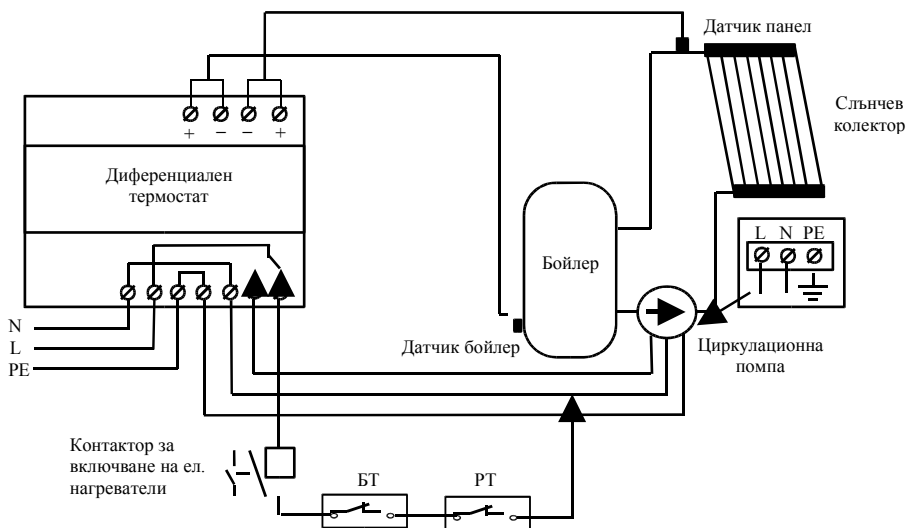 Датчик панел
Слънчев
колектор
+ − − +
Диференциален
термостат
L N PE
Бойлер
N
L
PE
Датчик бойлер
Циркулационна
помпа
Контактор за
включване на ел.
нагреватели
БТ
РТ